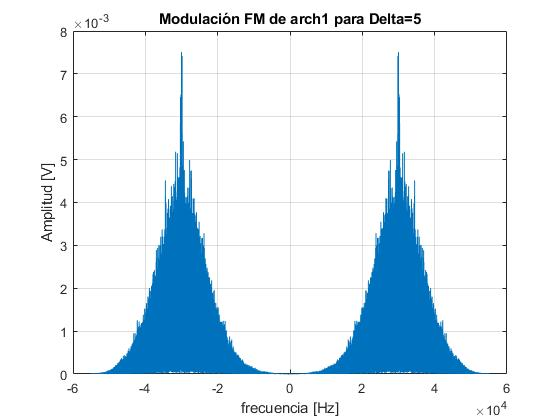 Modulación FM de arch1 para Delta=5
×10⁻³
8
7
6
5
4
3
2
1
0
Amplitud [V]
-6 -4 -2 0 2 4 6
×10⁴
frecuencia [Hz]